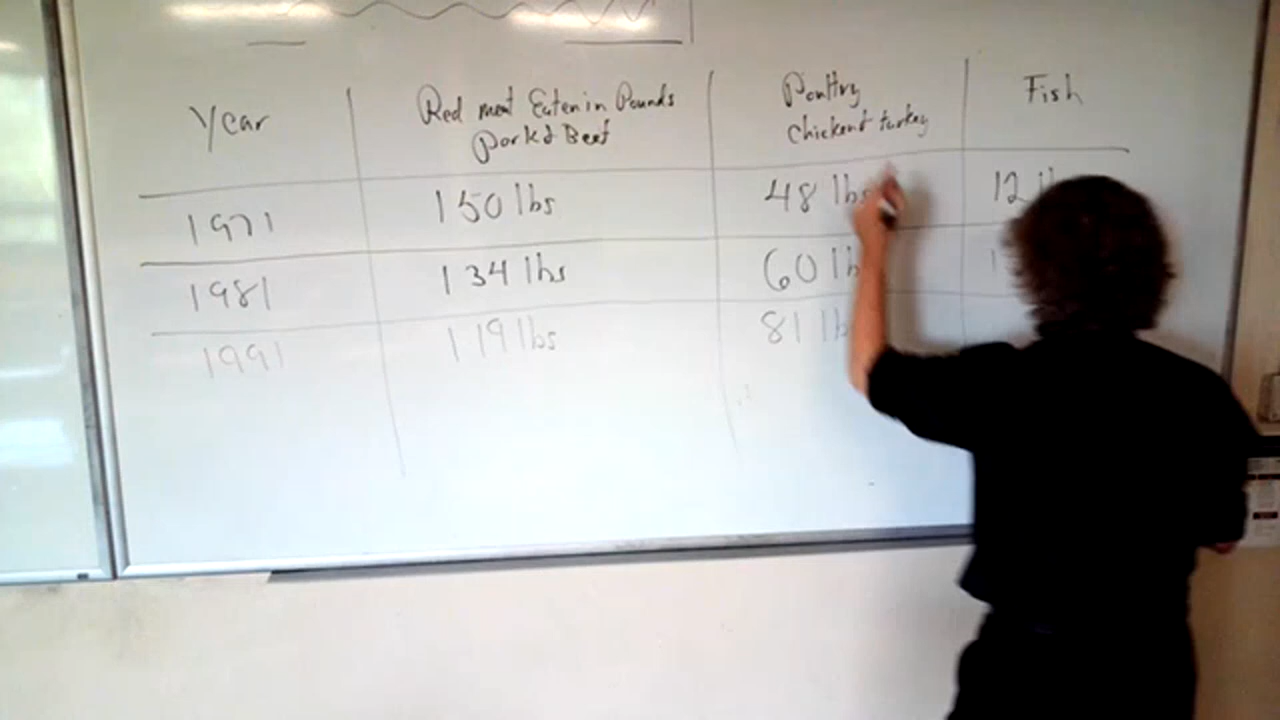 Year
Red meat Eaten in Pounds
Pork & Beef
Poultry
Chicken & turkey
Fish
1971 150 lbs 48 lbs 12
1981 134 lbs 60 lb
1991 119 lbs 81 lb